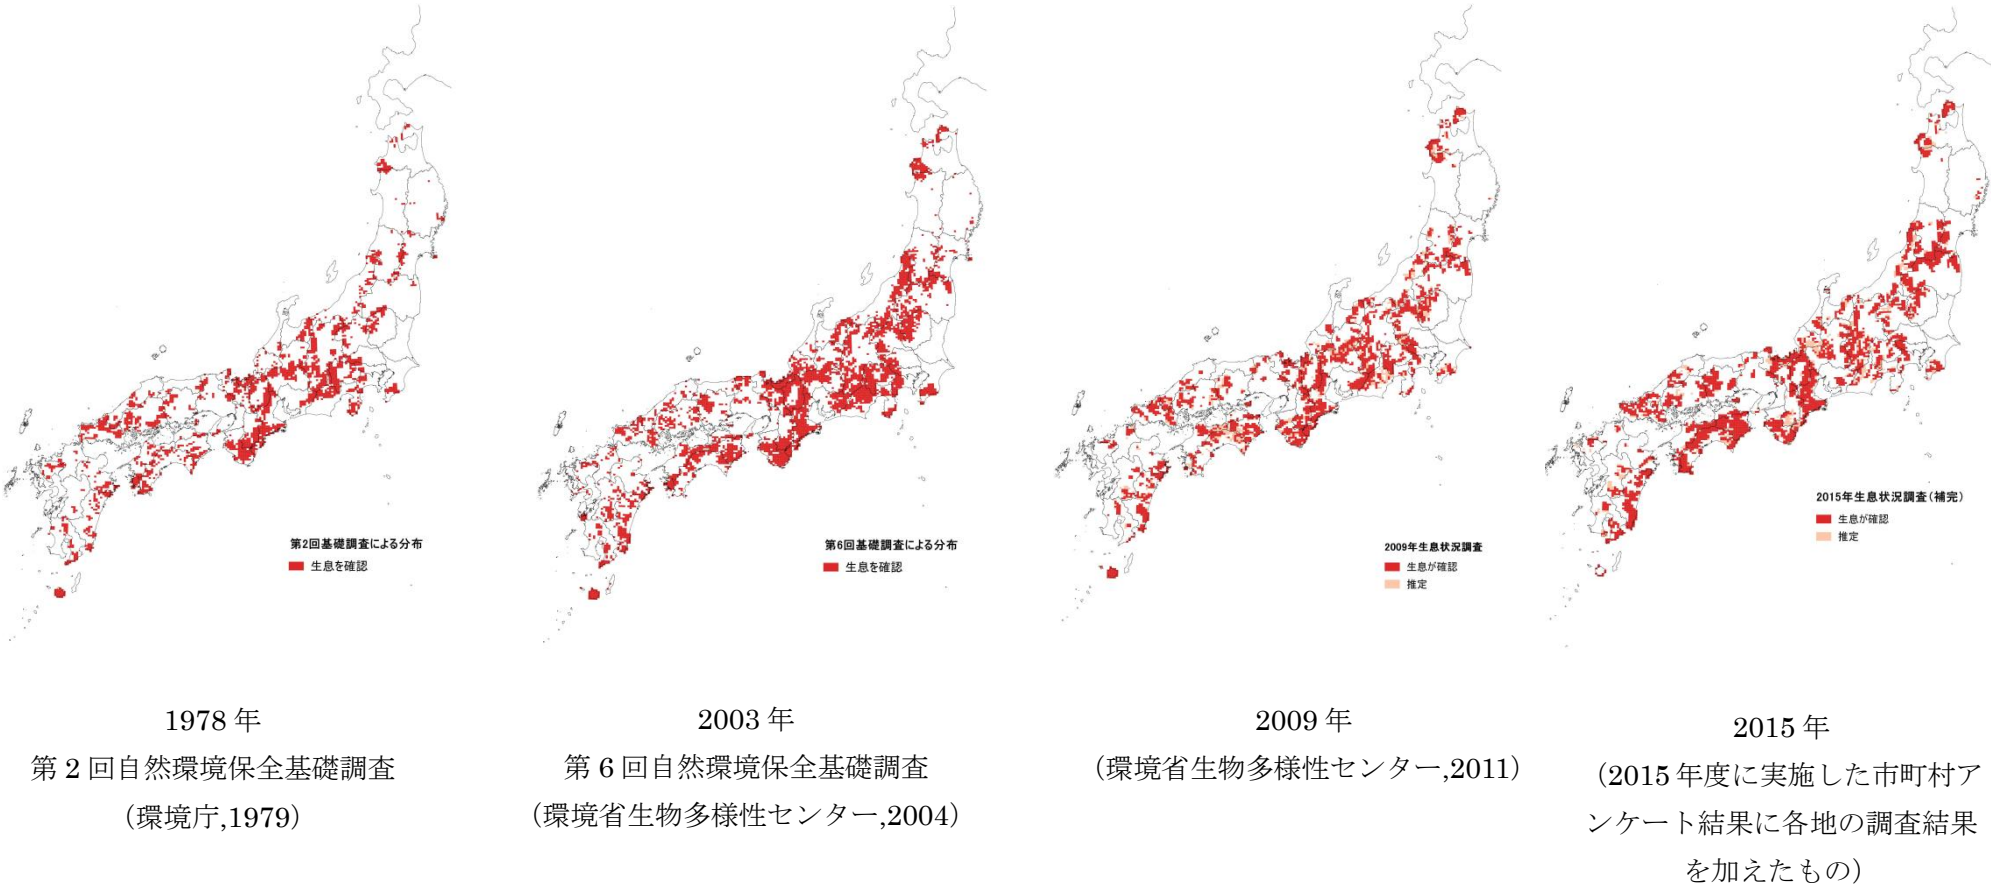 第2回基礎調査による分布
生息を確認
第6回基礎調査による分布
生息を確認
2009年生息状況調査
生息が確認
推定
2015年生息状況調査(補完)
生息が確認
推定
1978 年
第 2 回自然環境保全基礎調査
(環境庁,1979)
2003 年
第 6 回自然環境保全基礎調査
(環境省生物多様性センター,2004)
2009 年
(環境省生物多様性センター,2011)
2015 年
(2015 年度に実施した市町村ア
ンケート結果に各地の調査結果
を加えたもの)